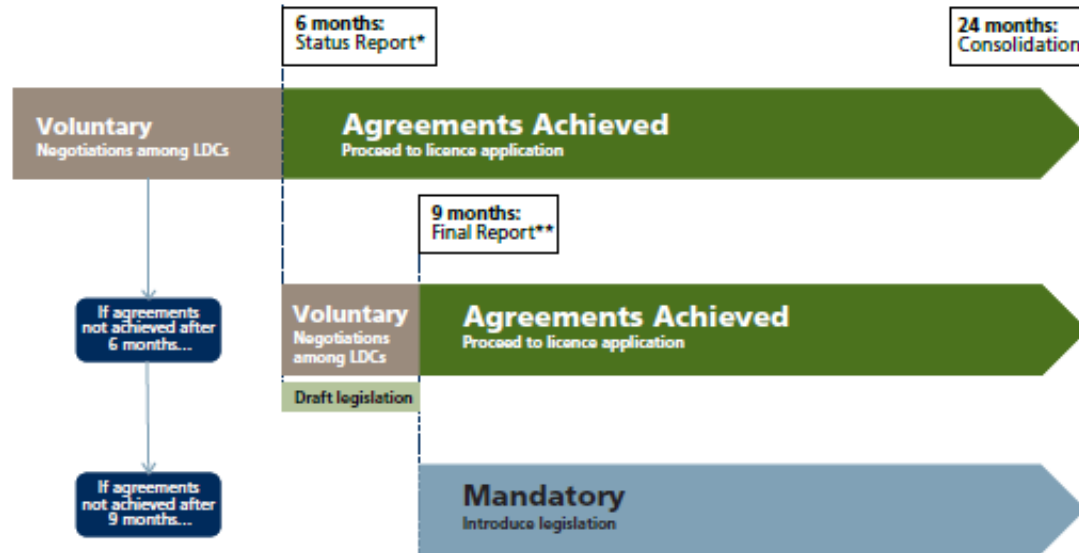 6 months:
Status Report*
24 months:
Consolidation
Voluntary
Negotiations among LDCs
Agreements Achieved
Proceed to licence application
9 months:
Final Report**
If agreements
not achieved after
6 months...
Voluntary
Negotiations
among LDCs
Agreements Achieved
Proceed to licence application
Draft legislation
If agreements
not achieved after
9 months...
Mandatory
Introduce legislation